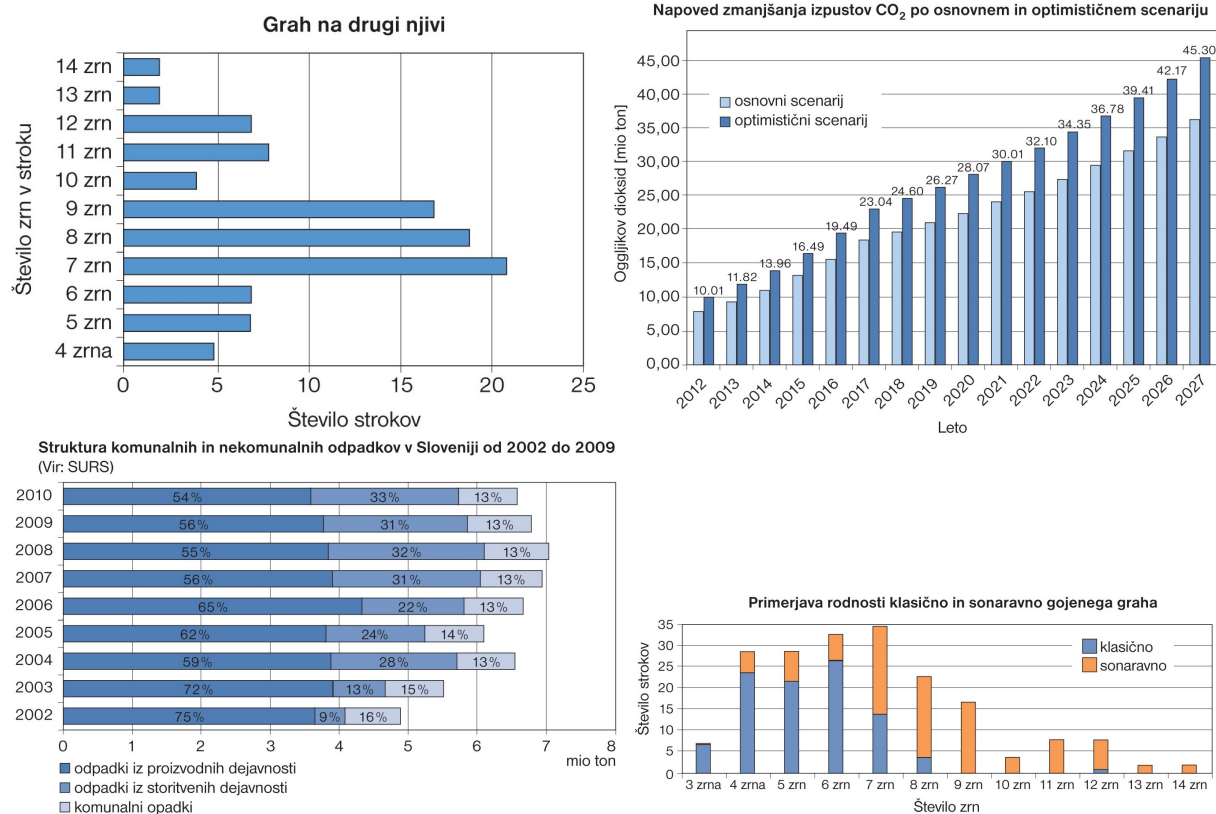 Grah na drugi njivi
Število zrn v stroku
14 zrn
13 zrn
12 zrn
11 zrn
10 zrn
9 zrn
8 zrn
7 zrn
6 zrn
5 zrn
4 zrna
0 5 10 15 20 25
Število strokov
Napoved zmanjšanja izpustov CO₂ po osnovnem in optimističnem scenariju
Oggljikov dioksid [mio ton]
45,00
40,00
35,00
30,00
25,00
20,00
15,00
10,00
5,00
0,00
osnovni scenarij
optimistični scenarij
10.01
11.82
13.96
16.49
19.49
23.04
24.60
26.27
28.07
30.01
32.10
34.35
36.78
39.41
42.17
45.30
2012 2013 2014 2015 2016 2017 2018 2019 2020 2021 2022 2023 2024 2025 2026 2027
Leto
Struktura komunalnih in nekomunalnih odpadkov v Sloveniji od 2002 do 2009
(Vir: SURS)
2010 54% 33% 13%
2009 56% 31% 13%
2008 55% 32% 13%
2007 56% 31% 13%
2006 65% 22% 13%
2005 62% 24% 14%
2004 59% 28% 13%
2003 72% 13% 15%
2002 75% 9% 16%
0 1 2 3 4 5 6 7 8
mio ton
odpadki iz proizvodnih dejavnosti
odpadki iz storitvenih dejavnosti
komunalni opadki
Primerjava rodnosti klasično in sonaravno gojenega graha
Število strokov
35
30
25
20
15
10
5
0
klasično
sonaravno
3 zrna 4 zrna 5 zrn 6 zrn 7 zrn 8 zrn 9 zrn 10 zrn 11 zrn 12 zrn 13 zrn 14 zrn
Število zrn